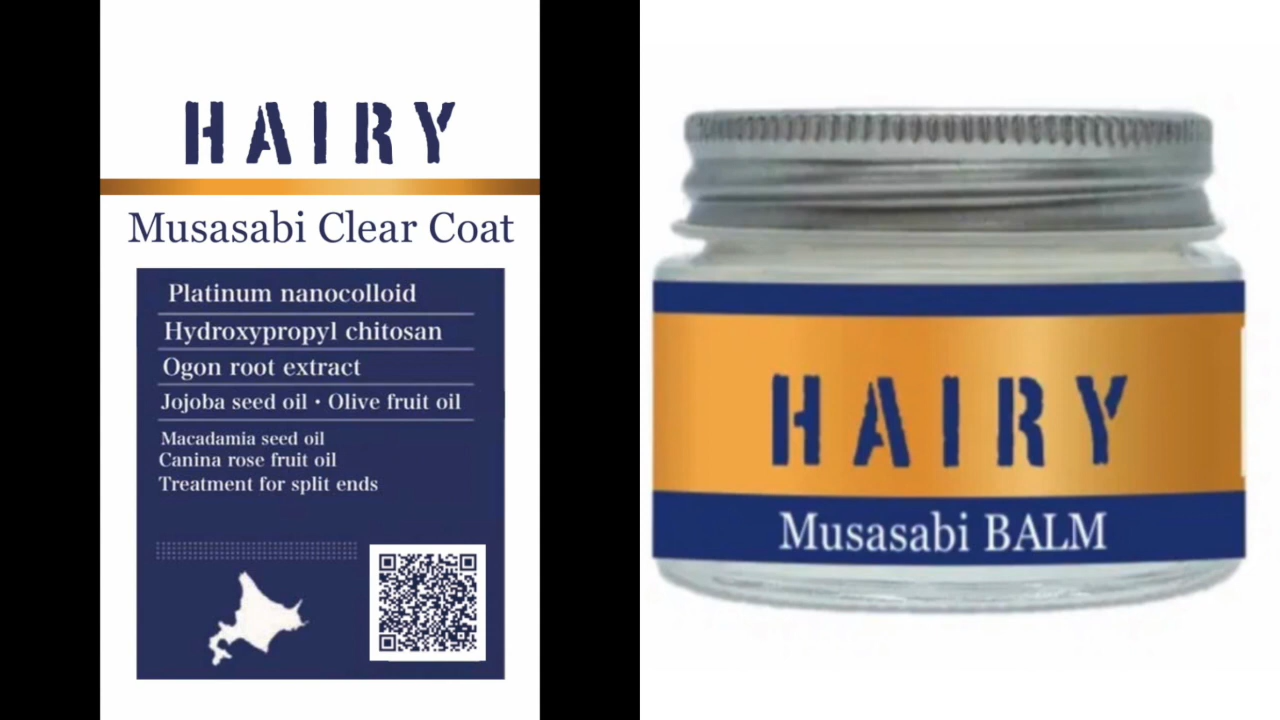 HAIRY
Musasabi Clear Coat
Platinum nanocolloid
Hydroxypropyl chitosan
Ogon root extract
Jojoba seed oil・Olive fruit oil
Macadamia seed oil
Canina rose fruit oil
Treatment for split ends
HAIRY
Musasabi BALM